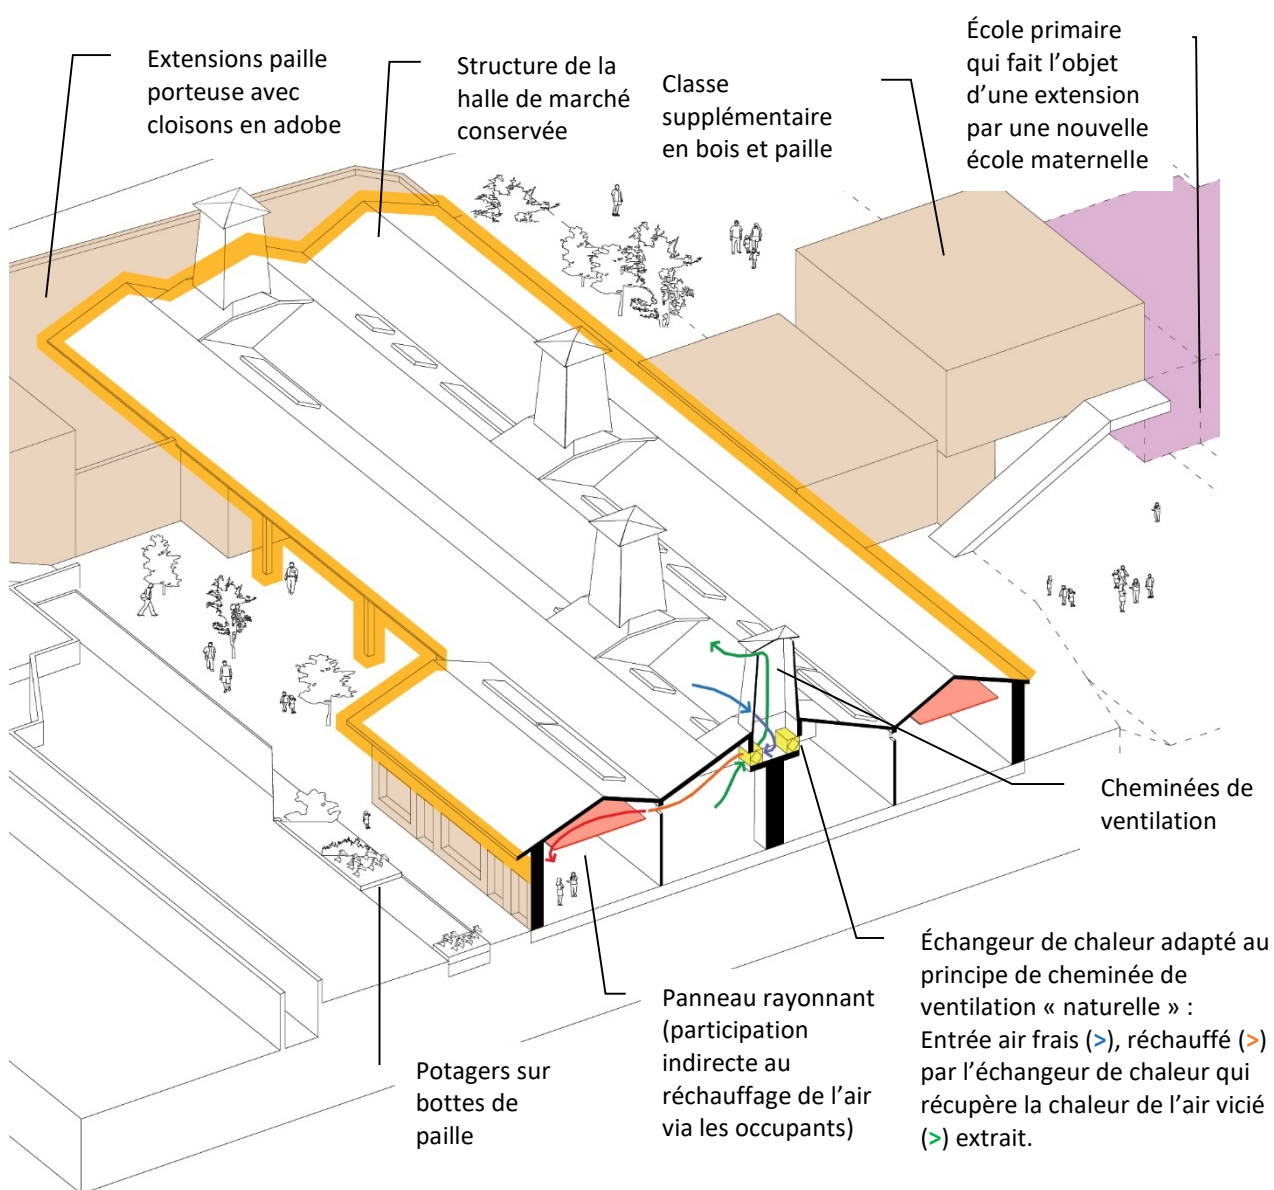 Extensions paille
porteuse avec
cloisons en adobe
Structure de la
halle de marché
conservée
Classe
supplémentaire
en bois et paille
École primaire
qui fait l’objet
d’une extension
par une nouvelle
école maternelle
Cheminées de
ventilation
Échangeur de chaleur adapté au
principe de cheminée de
ventilation « naturelle » :
Entrée air frais (>), réchauffé (>)
par l’échangeur de chaleur qui
récupère la chaleur de l’air vicié
(>) extrait.
Panneau rayonnant
(participation
indirecte au
réchauffage de l’air
via les occupants)
Potagers sur
bottes de
paille